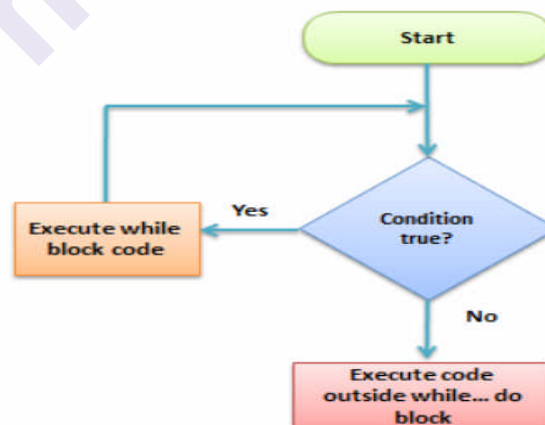 Start
Condition
true?
Yes
Execute while
block code
No
Execute code
outside while... do
block